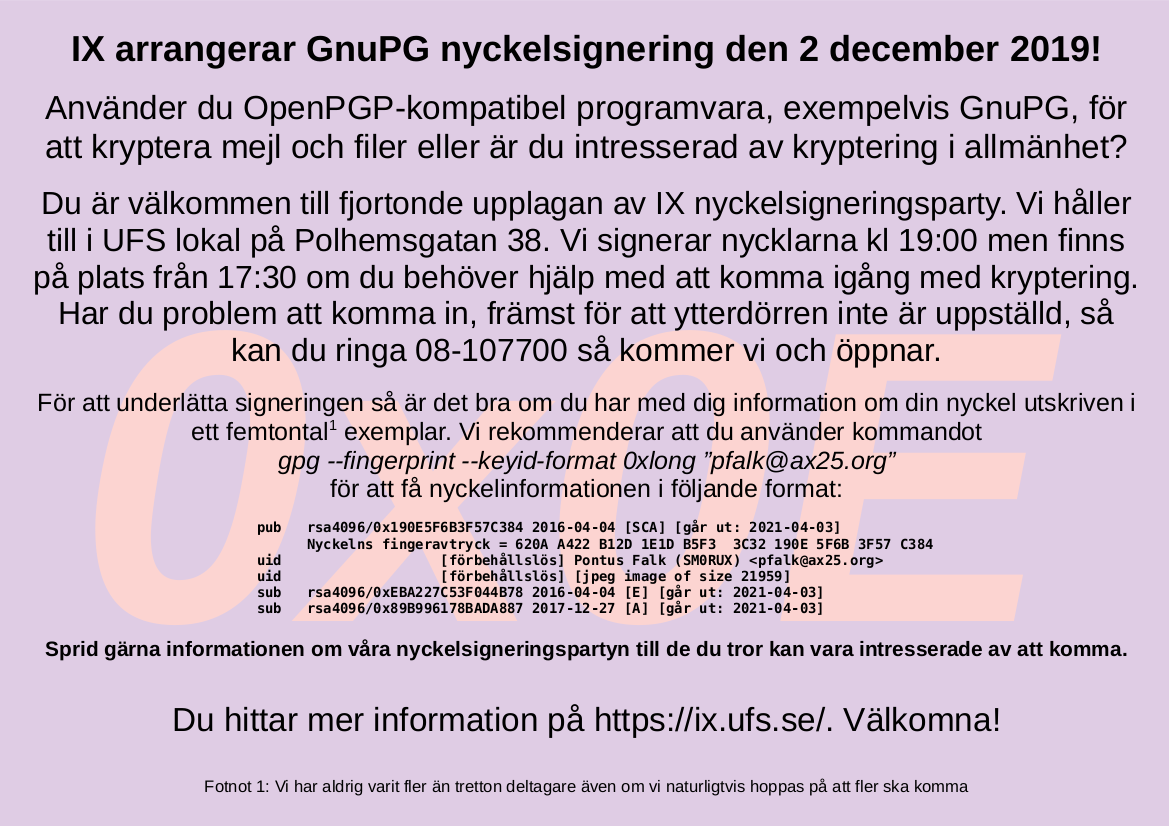 IX arrangerar GnuPG nyckelsignering den 2 december 2019!
Använder du OpenPGP-kompatibel programvara, exempelvis GnuPG, för
att kryptera mejl och filer eller är du intresserad av kryptering i allmänhet?
Du är välkommen till fjortonde upplagan av IX nyckelsigneringsparty. Vi håller
till i UFS lokal på Polhemsgatan 38. Vi signerar nycklarna kl 19:00 men finns
på plats från 17:30 om du behöver hjälp med att komma igång med kryptering.
Har du problem att komma in, främst för att ytterdörren inte är uppställd, så
kan du ringa 08-107700 så kommer vi och öppnar.
0x0E
För att underlätta signeringen så är det bra om du har med dig information om din nyckel utskriven i
ett femtontal1 exemplar. Vi rekommenderar att du använder kommandot
gpg --fingerprint --keyid-format 0xlong ”pfalk@ax25.org”
för att få nyckelinformationen i följande format:
pub rsa4096/0x190E5F6B3F57C384 2016-04-04 [SCA] [går ut: 2021-04-03]
Nyckelns fingeravtryck = 620A A422 B12D 1E1D B5F3 3C32 190E 5F6B 3F57 C384
uid [förbehållslös] Pontus Falk (SM0RUX) <pfalk@ax25.org>
uid [förbehållslös] [jpeg image of size 21959]
sub rsa4096/0xEBA227C53F044B78 2016-04-04 [E] [går ut: 2021-04-03]
sub rsa4096/0x89B996178BADA887 2017-12-27 [A] [går ut: 2021-04-03]
Sprid gärna informationen om våra nyckelsigneringspartyn till de du tror kan vara intresserade av att komma.
Du hittar mer information på https://ix.ufs.se/. Välkomna!
Fotnot 1: Vi har aldrig varit fler än tretton deltagare även om vi naturligtvis hoppas på att fler ska komma